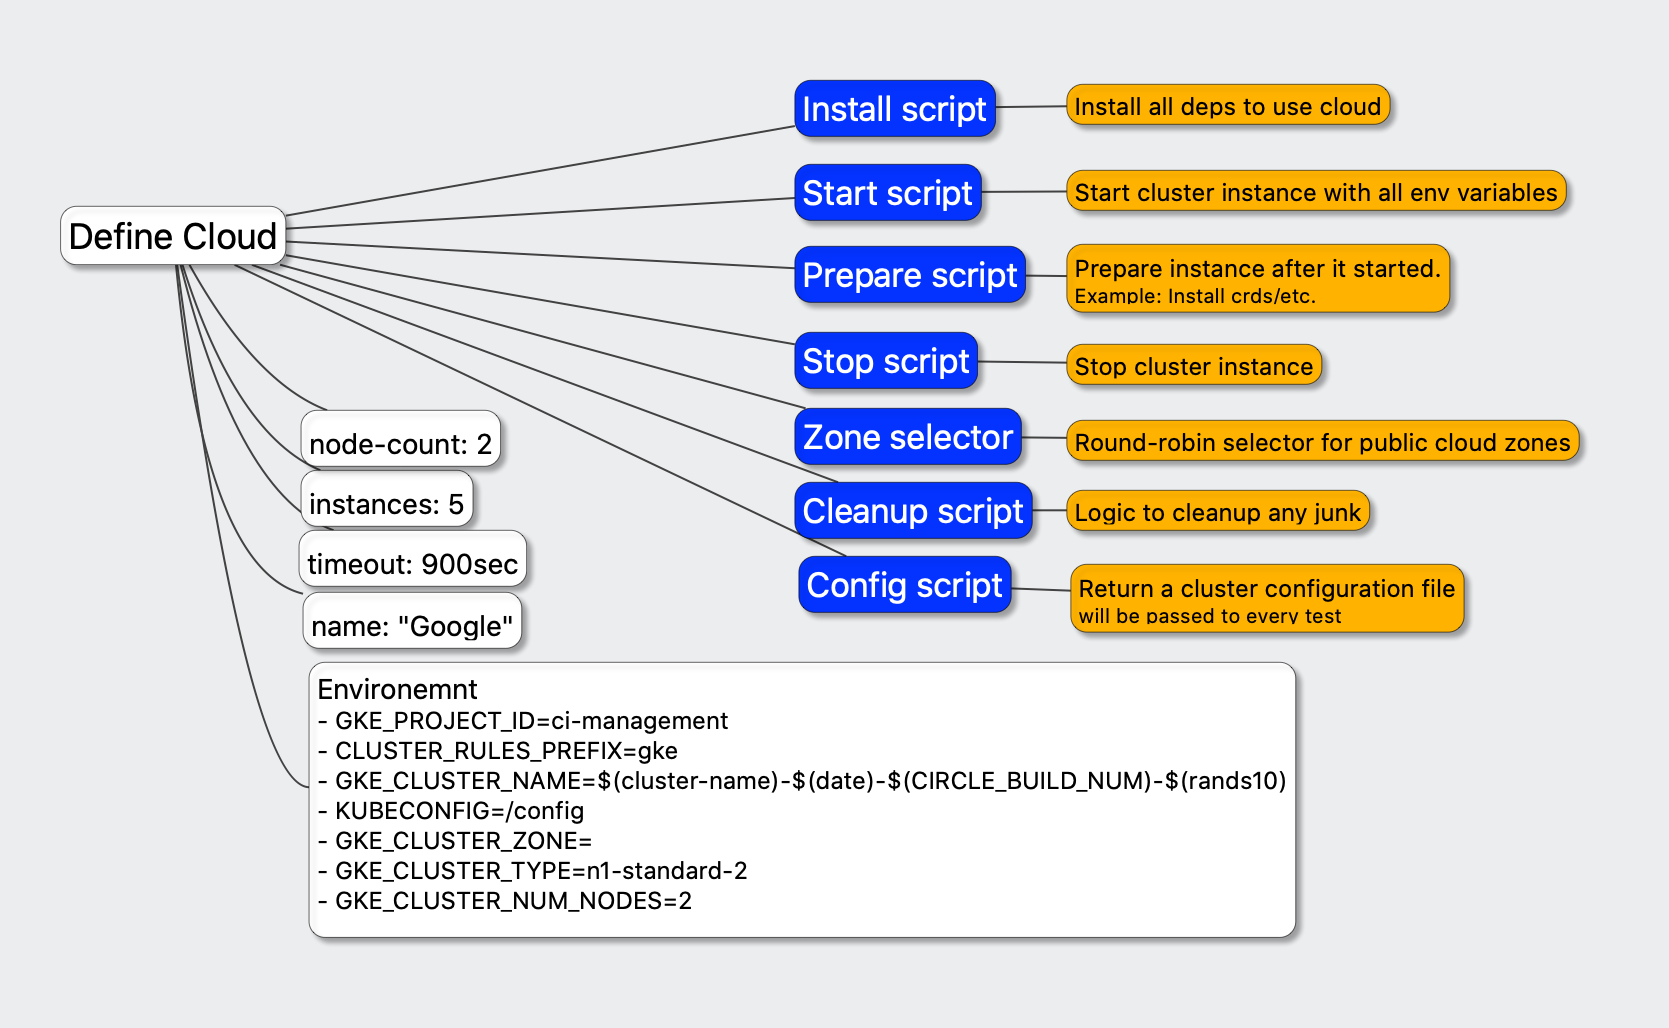 Define Cloud
Install script
Install all deps to use cloud
Start script
Start cluster instance with all env variables
Prepare script
Prepare instance after it started.
Example: Install crds/etc.
Stop script
Stop cluster instance
Zone selector
Round-robin selector for public cloud zones
Cleanup script
Logic to cleanup any junk
Config script
Return a cluster configuration file
will be passed to every test
node-count: 2
instances: 5
timeout: 900sec
name: "Google"
Environemnt
- GKE_PROJECT_ID=ci-management
- CLUSTER_RULES_PREFIX=gke
- GKE_CLUSTER_NAME=$(cluster-name)-$(date)-$(CIRCLE_BUILD_NUM)-$(rands10)
- KUBECONFIG=/config
- GKE_CLUSTER_ZONE=
- GKE_CLUSTER_TYPE=n1-standard-2
- GKE_CLUSTER_NUM_NODES=2